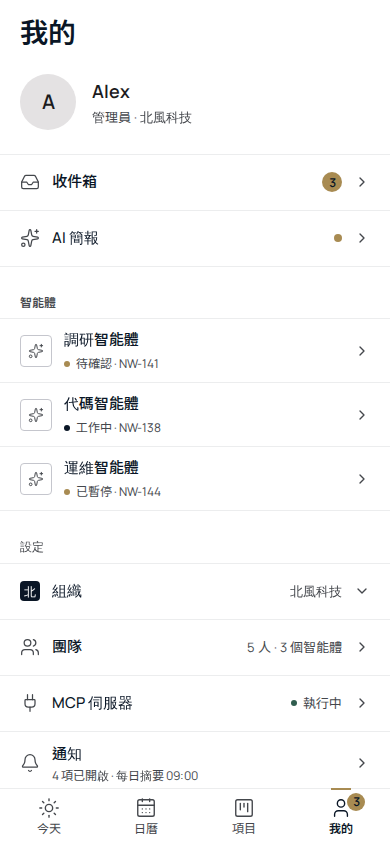 我的
A
Alex
管理員 · 北風科技
收件箱
3
AI 簡報
智能體
調研智能體
待確認 · NW-141
代碼智能體
工作中 · NW-138
運維智能體
已暫停 · NW-144
設定
北
組織
北風科技
團隊
5 人 · 3 個智能體
MCP 伺服器
執行中
通知
4 項已開啟 · 每日摘要 09:00
3
今天
日曆
項目
我的